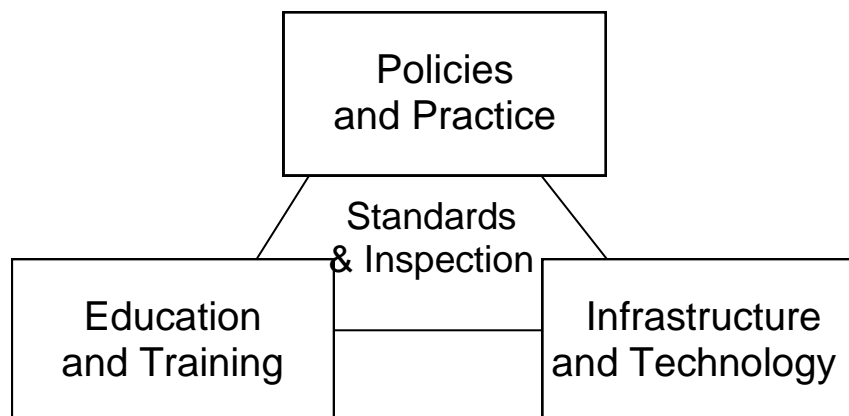 Policies
and Practice
Standards
& Inspection
Education
and Training
Infrastructure
and Technology